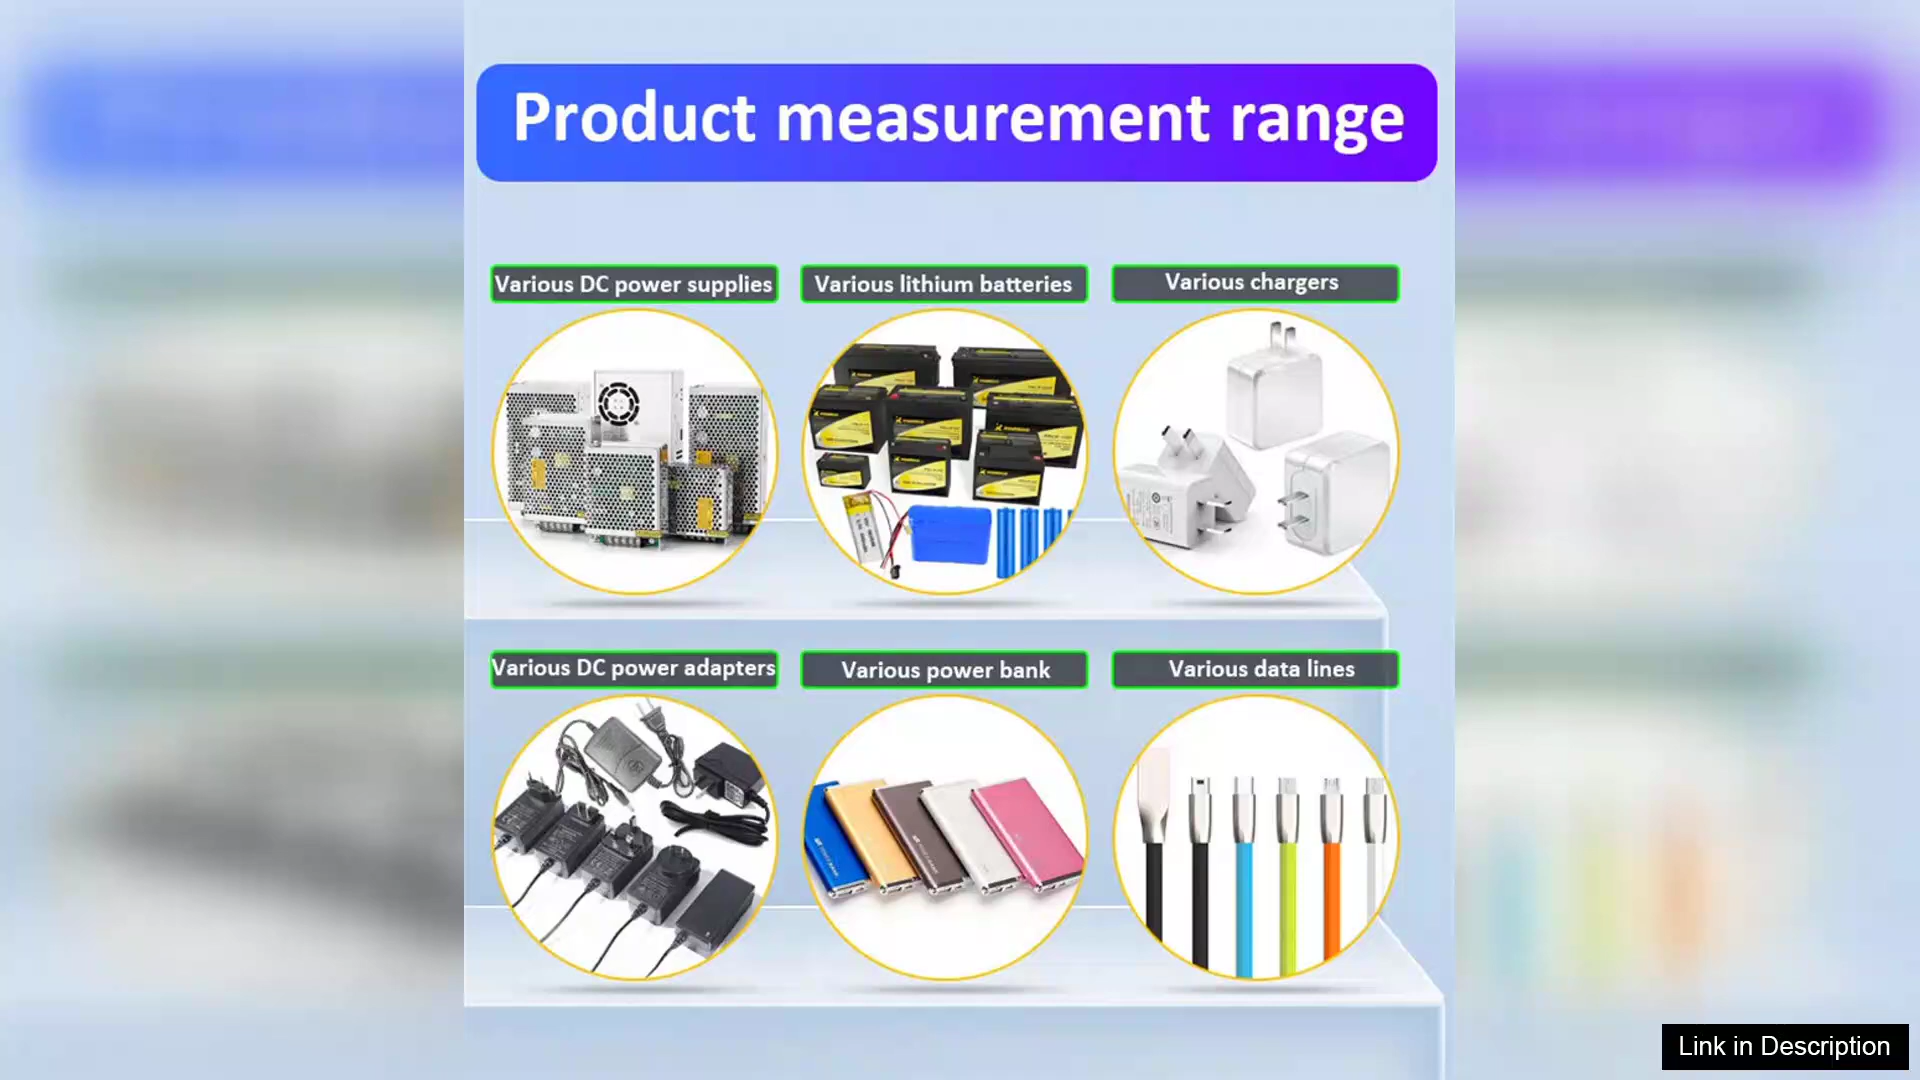 Product measurement range
Various DC power supplies
Various lithium batteries
Various chargers
Various DC power adapters
Various power bank
Various data lines
Link in Description